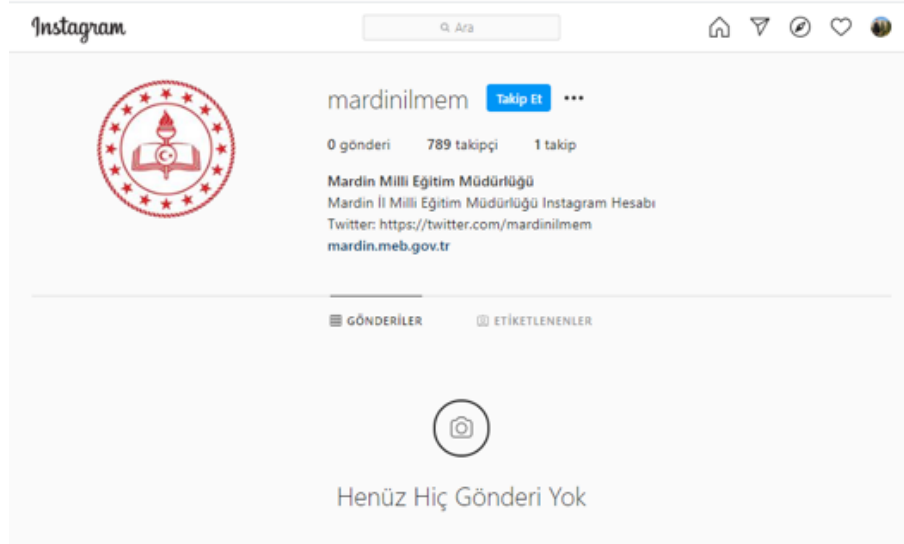 Instagram
Ara
mardinilmem Takip Et
0 gönderi 789 takipçi 1 takip
Mardin Milli Eğitim Müdürlüğü
Mardin İl Milli Eğitim Müdürlüğü Instagram Hesabı
Twitter: https://twitter.com/mardinilmem
mardin.meb.gov.tr
GÖNDERİLER ETİKETLENENLER
Henüz Hiç Gönderi Yok